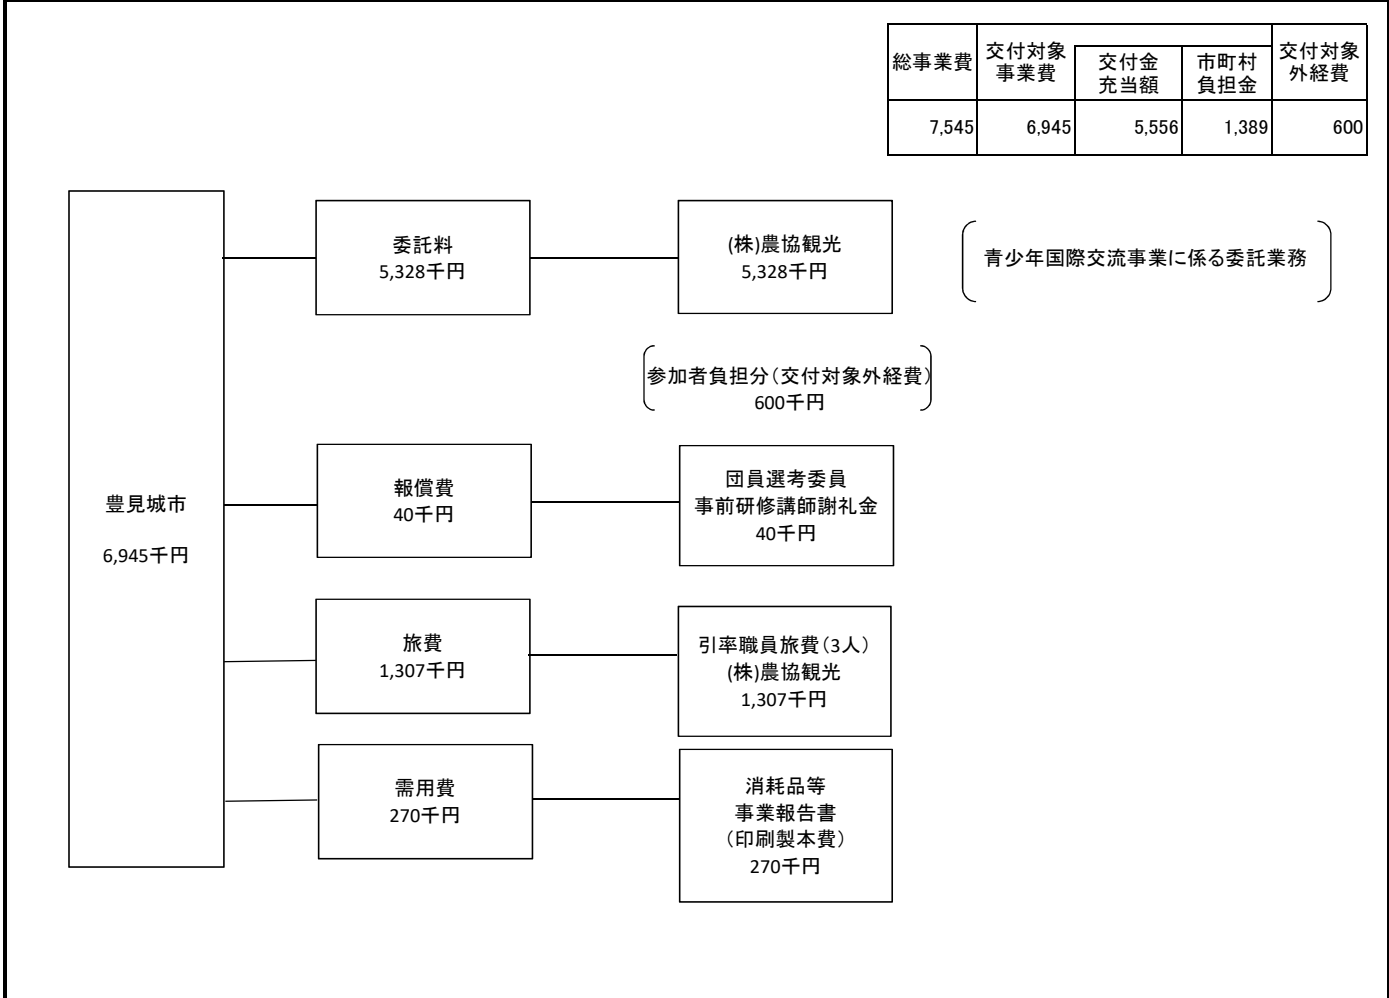 総事業費
交付対象
事業費
交付金
充当額
市町村
負担金
交付対象
外経費
7,545
6,945
5,556
1,389
600
豊見城市
6,945千円
委託料
5,328千円
(株)農協観光
5,328千円
青少年国際交流事業に係る委託業務
参加者負担分(交付対象外経費)
600千円
報償費
40千円
団員選考委員
事前研修講師謝礼金
40千円
旅費
1,307千円
引率職員旅費(3人)
(株)農協観光
1,307千円
需用費
270千円
消耗品等
事業報告書
(印刷製本費)
270千円